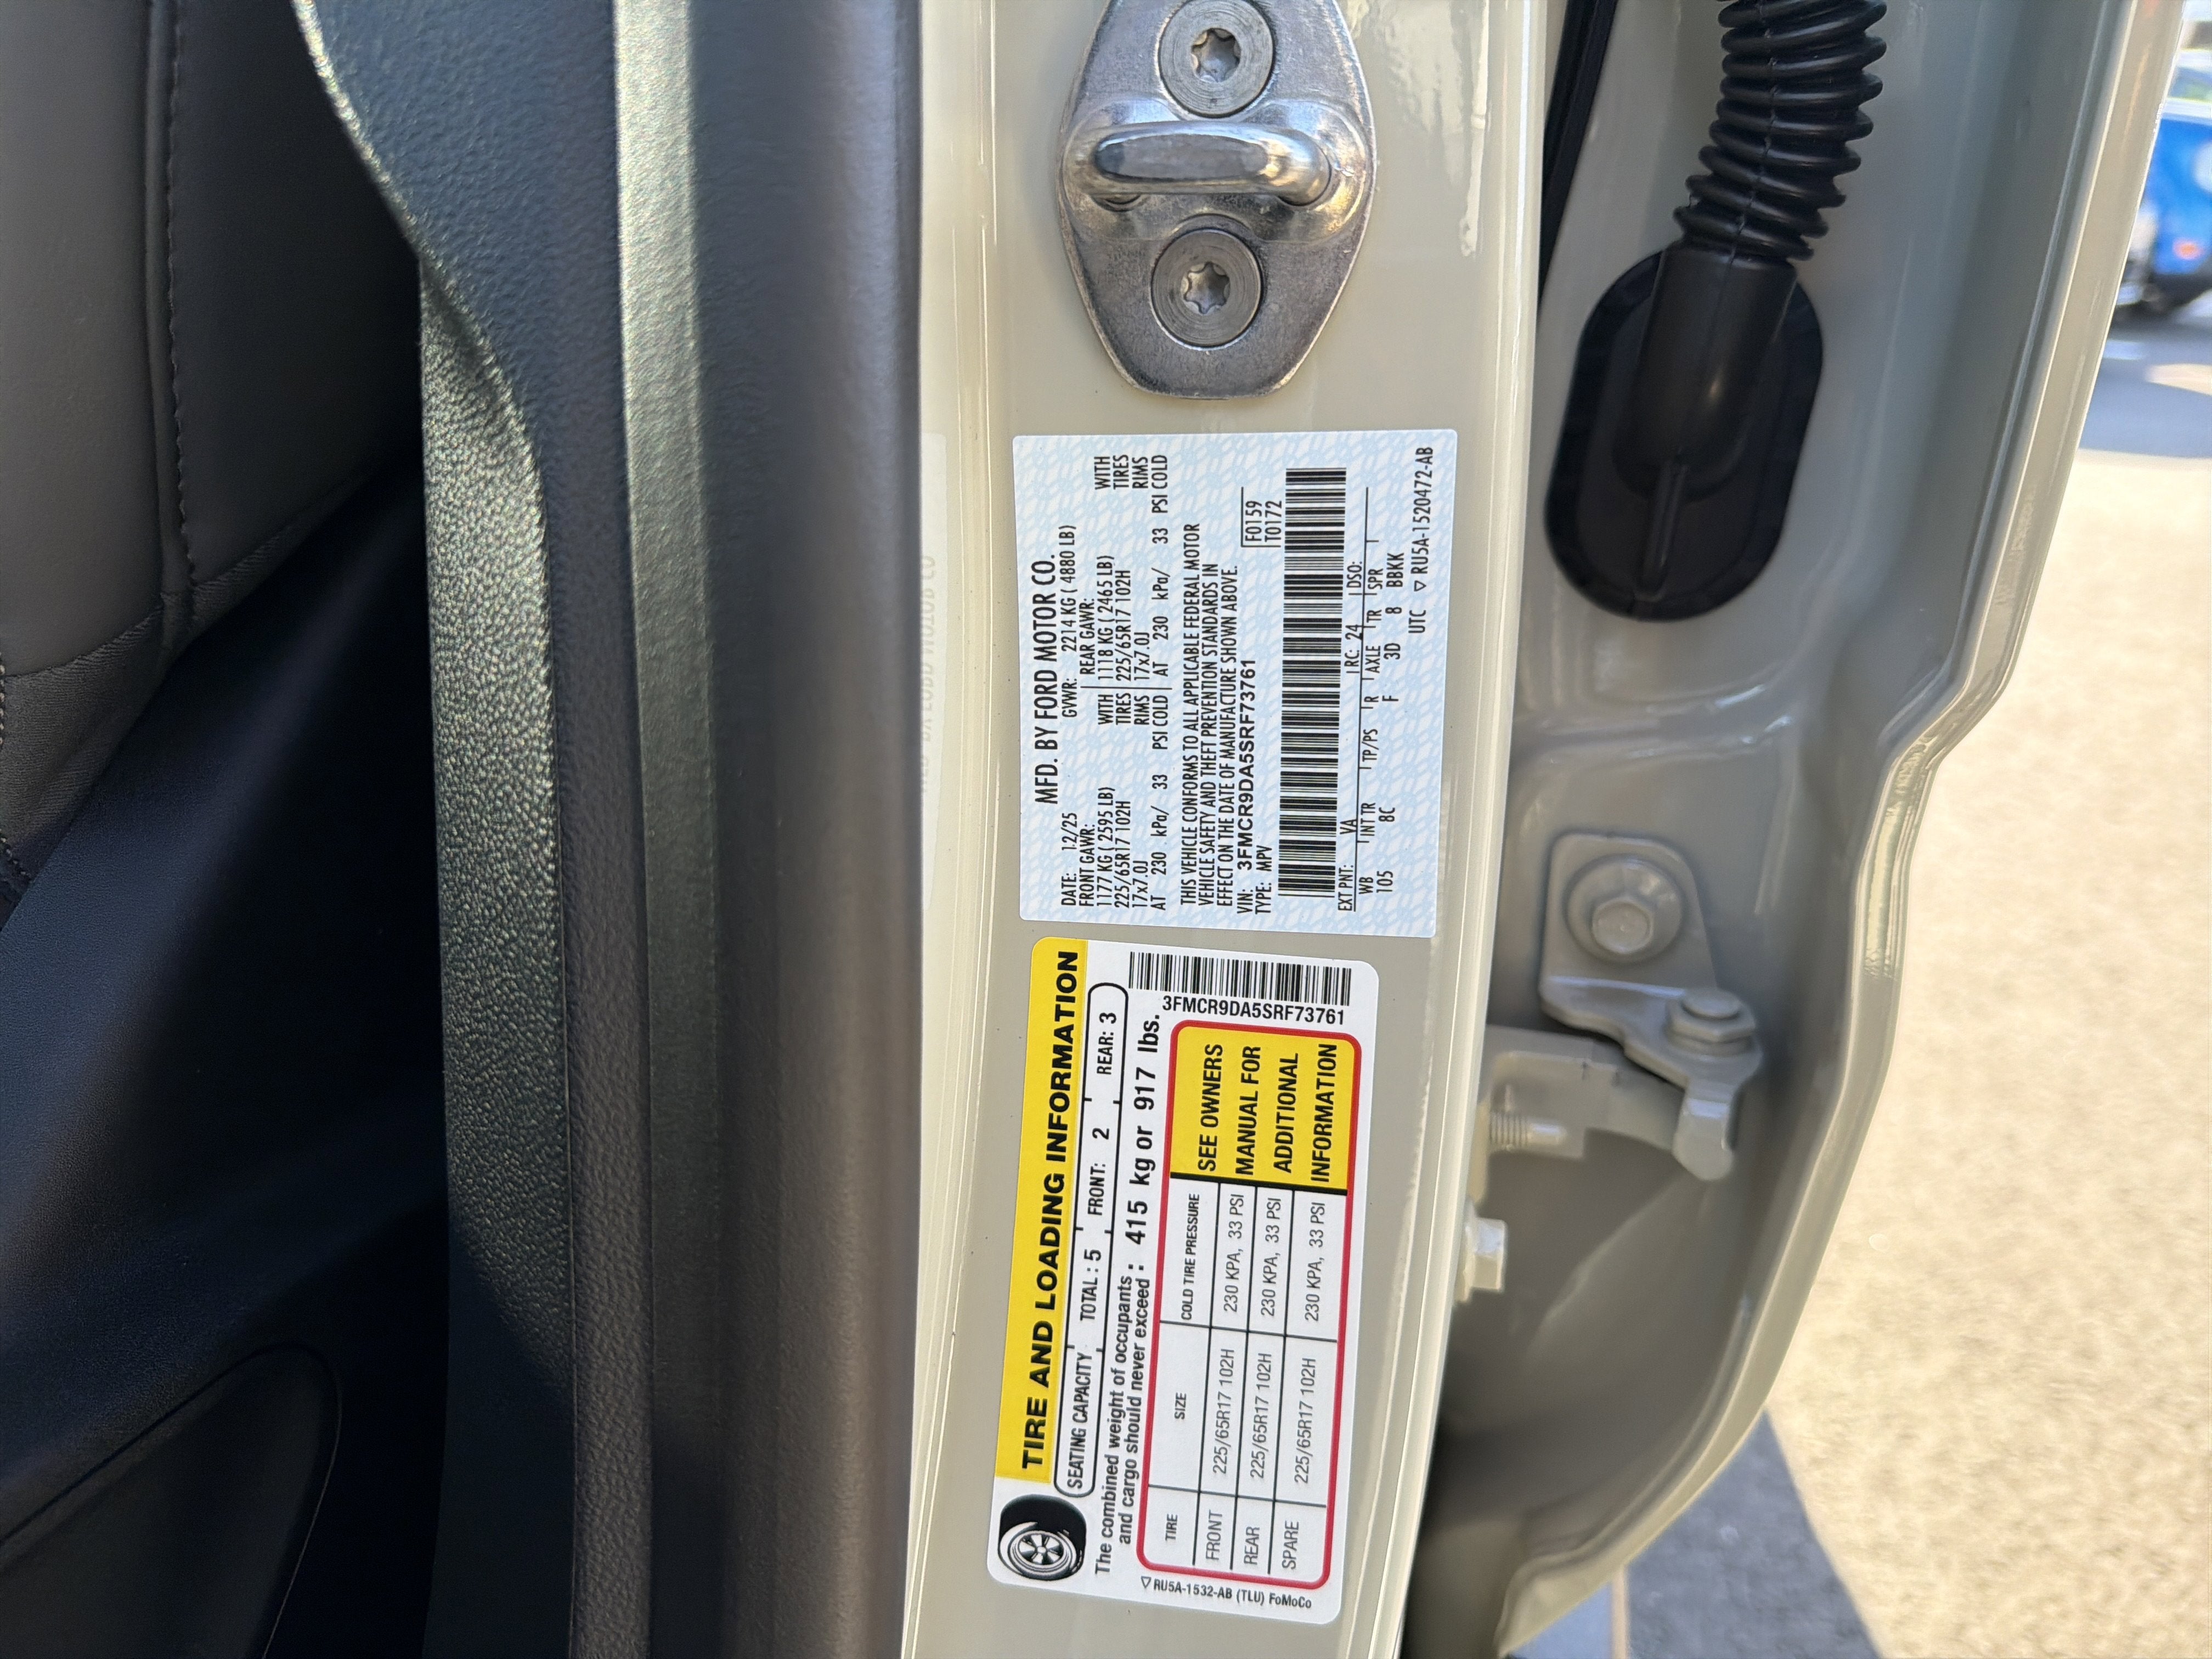 MFD. BY FORD MOTOR CO.
DATE: 12/25 GVWR: 2214 KG ( 4880 LB)
FRONT GAWR: REAR GAWR:
1177 KG ( 2595 LB) WITH 1118 KG ( 2465 LB) WITH
225/65R17 102H TIRES 225/65R17 102H TIRES
17x7.0J RIMS 17x7.0J RIMS
AT 230 kPa/ 33 PSI COLD AT 230 kPa/ 33 PSI COLD
THIS VEHICLE CONFORMS TO ALL APPLICABLE FEDERAL MOTOR
VEHICLE SAFETY AND THEFT PREVENTION STANDARDS IN
EFFECT ON THE DATE OF MANUFACTURE SHOWN ABOVE.
VIN: 3FMCR9DA5SRF73761 F0159
TYPE: MPV T0172
EXT PNT: VA RC: 24 DSO:
WB INT TR TP/PS R AXLE TR SPR
105 8C F 3D 8 BBKK
UTC ▽ RU5A-1520472-AB
TIRE AND LOADING INFORMATION
SEATING CAPACITY TOTAL : 5 FRONT: 2 REAR: 3
The combined weight of occupants
and cargo should never exceed : 415 kg or 917 lbs.
3FMCR9DA5SRF73761
TIRE SIZE COLD TIRE PRESSURE
FRONT 225/65R17 102H 230 KPA, 33 PSI
REAR 225/65R17 102H 230 KPA, 33 PSI
SPARE 225/65R17 102H 230 KPA, 33 PSI
SEE OWNERS
MANUAL FOR
ADDITIONAL
INFORMATION
▽ RU5A-1532-AB (TLU) FoMoCo